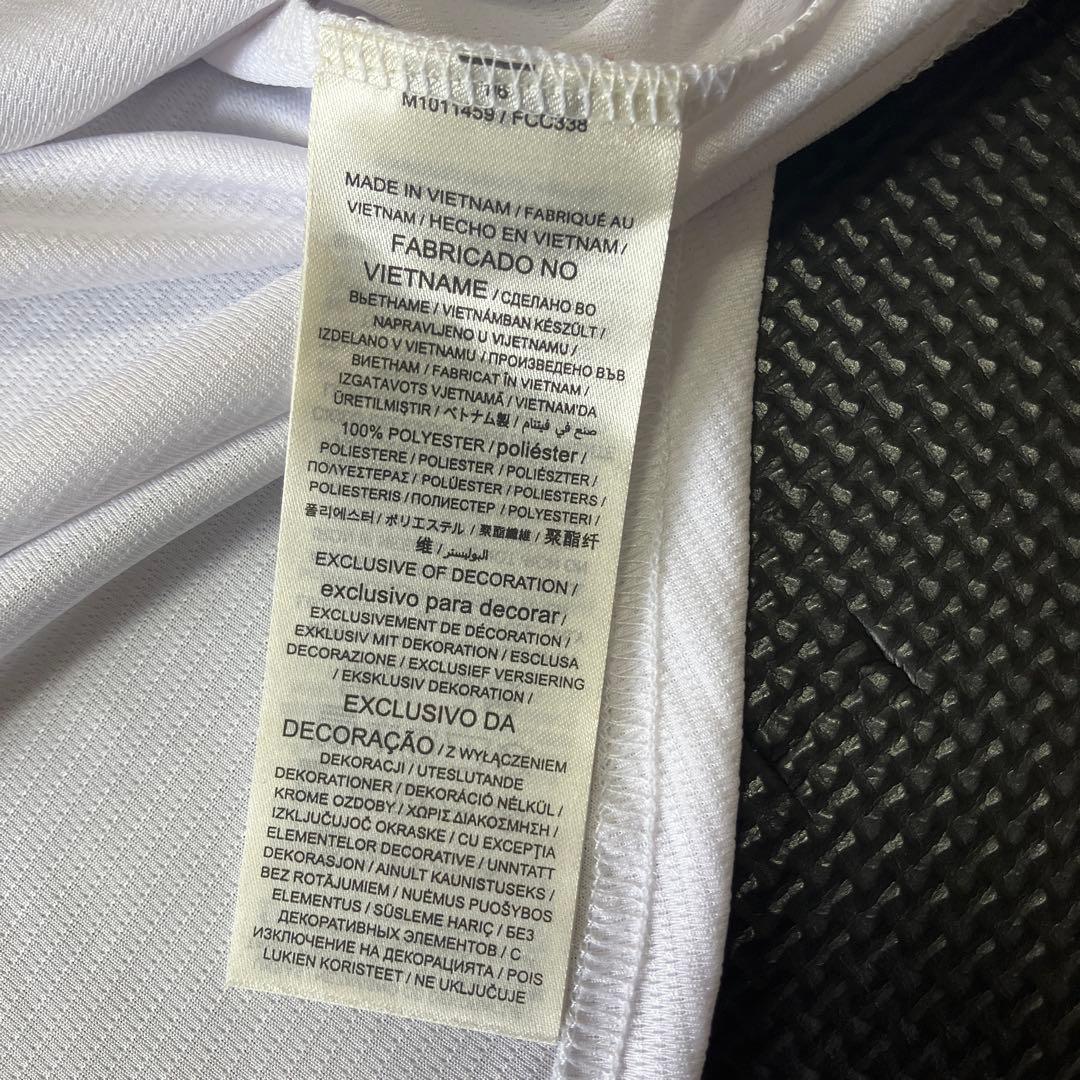 M1011459 / FCC338
MADE IN VIETNAM / FABRIQUÉ AU
VIETNAM / HECHO EN VIETNAM /
FABRICADO NO
VIETNAME / СДЕЛАНО ВО
ВЬЕТНАМЕ / VIETNÁMBAN KÉSZÜLT /
NAPRAVLJENO U VIJETNAMU /
IZDELANO V VIETNAMU / ПРОИЗВЕДЕНО ВЪВ
ВИЕТНАМ / FABRICAT ÎN VIETNAM /
IZGATAVOTS VJETNAMĀ / VIETNAM'DA
ÜRETILMIŞTIR / ベトナム製 / صنع في فيتنام
100% POLYESTER / poliéster /
POLIESTERE / POLIESTER / POLIÉSZTER /
ΠΟΛΥΕΣΤΕΡΑΣ / POLÜESTER / POLIESTERS /
POLIESTERIS / ПОЛИЕСТЕР / POLYESTERI /
폴리에스터 / ポリエステル / 聚酯纖維 / 聚酯纤
维 / البوليستر
EXCLUSIVE OF DECORATION /
exclusivo para decorar /
EXCLUSIVEMENT DE DÉCORATION /
EXKLUSIV MIT DEKORATION / ESCLUSA
DECORAZIONE / EXCLUSIEF VERSIERING
/ EKSKLUSIV DEKORATION /
EXCLUSIVO DA
DECORAÇÃO / Z WYŁĄCZENIEM
DEKORACJI / UTESLUTANDE
DEKORATIONER / DEKORÁCIÓ NÉLKÜL /
KROME OZDOBY / ΧΩΡΙΣ ΔΙΑΚΟΣΜΗΣΗ /
IZKLJUČUJOČ OKRASKE / CU EXCEPŢIA
ELEMENTELOR DECORATIVE / UNNTATT
DEKORASJON / AINULT KAUNISTUSEKS /
BEZ ROTĀJUMIEM / NUĖMUS PUOŠYBOS
ELEMENTUS / SÜSLEME HARIÇ / БЕЗ
ДЕКОРАТИВНЫХ ЭЛЕМЕНТОВ / С
ИЗКЛЮЧЕНИЕ НА ДЕКОРАЦИЯТА / POIS
LUKIEN KORISTEET / NE UKLJUČUJE